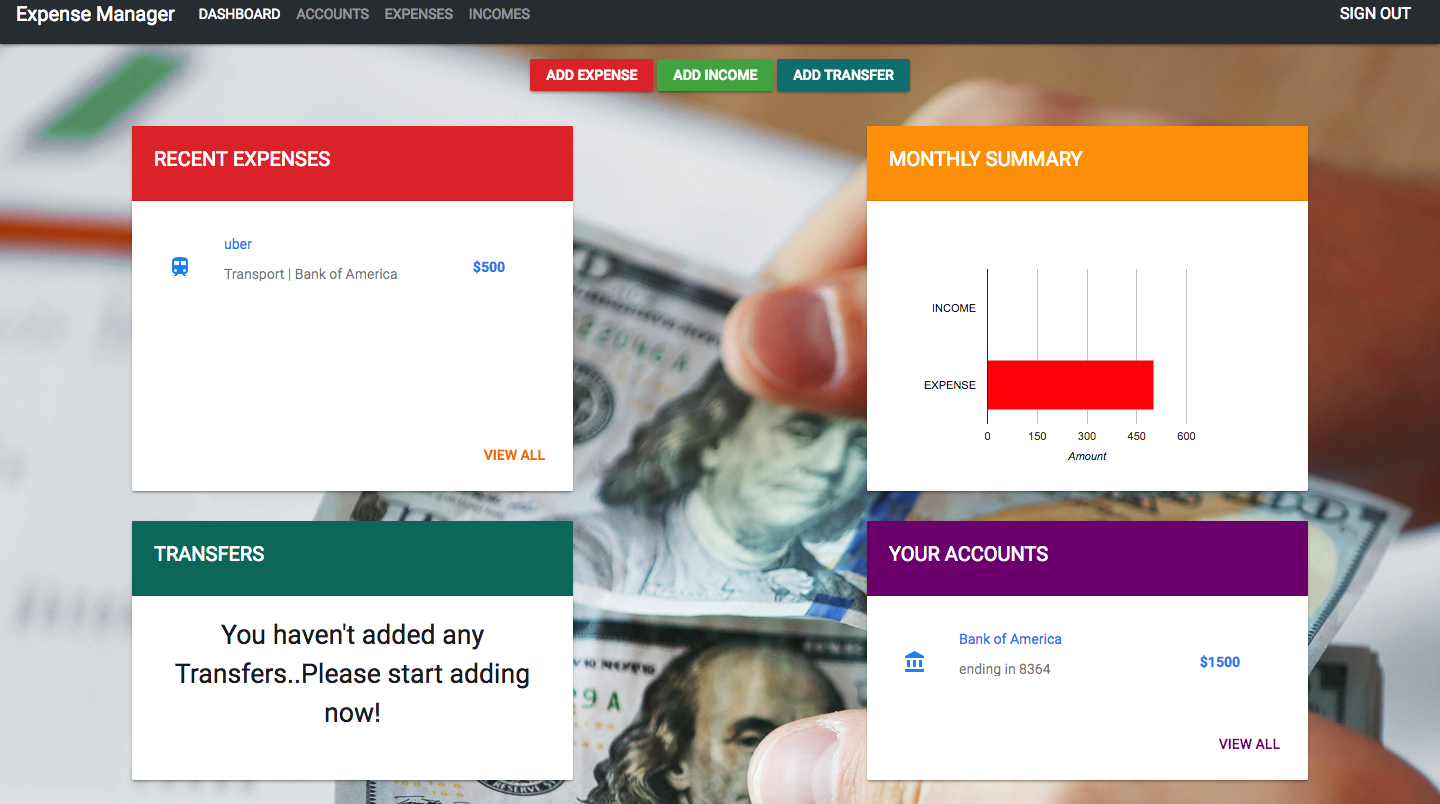 Expense Manager DASHBOARD ACCOUNTS EXPENSES INCOMES SIGN OUT
ADD EXPENSE ADD INCOME ADD TRANSFER
RECENT EXPENSES
uber
Transport | Bank of America
$500
VIEW ALL
MONTHLY SUMMARY
INCOME
EXPENSE
0 150 300 450 600
Amount
TRANSFERS
You haven't added any
Transfers..Please start adding
now!
YOUR ACCOUNTS
Bank of America
ending in 8364
$1500
VIEW ALL